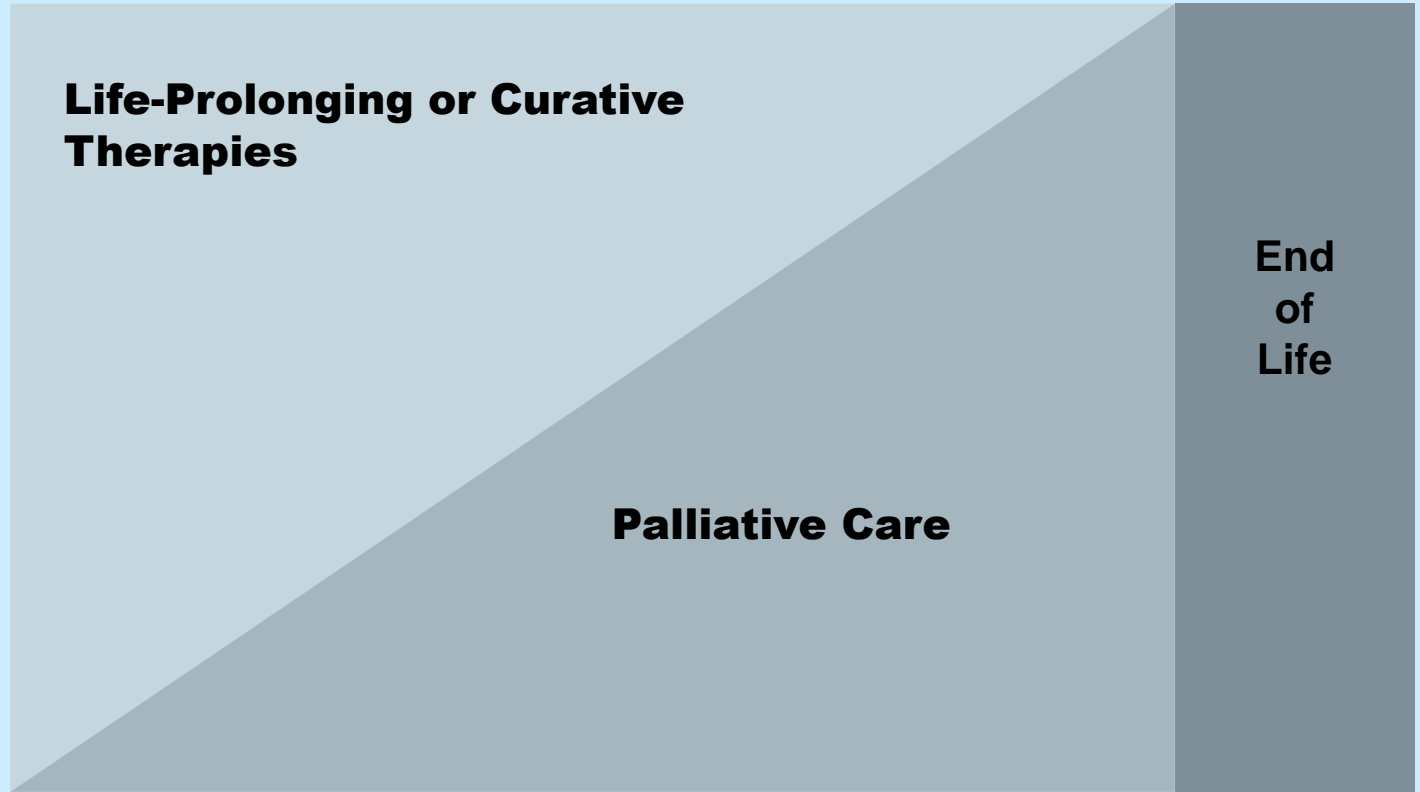 Life-Prolonging or Curative
Therapies
End
of
Life
Palliative Care